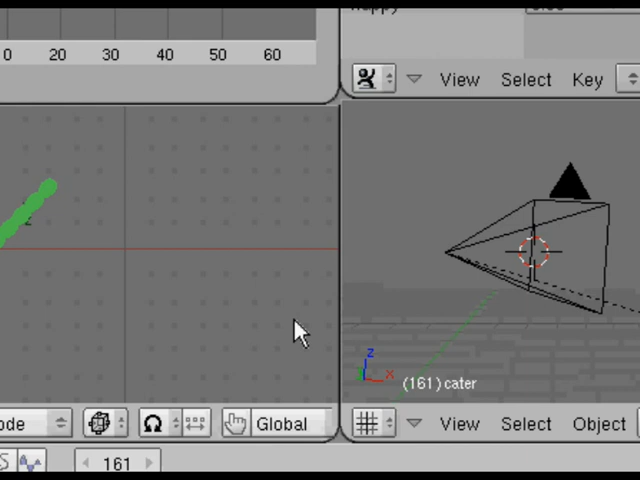 0 20 30 40 50 60
View Select Key
z
x
(161) cater
ode Global
View Select Object
161